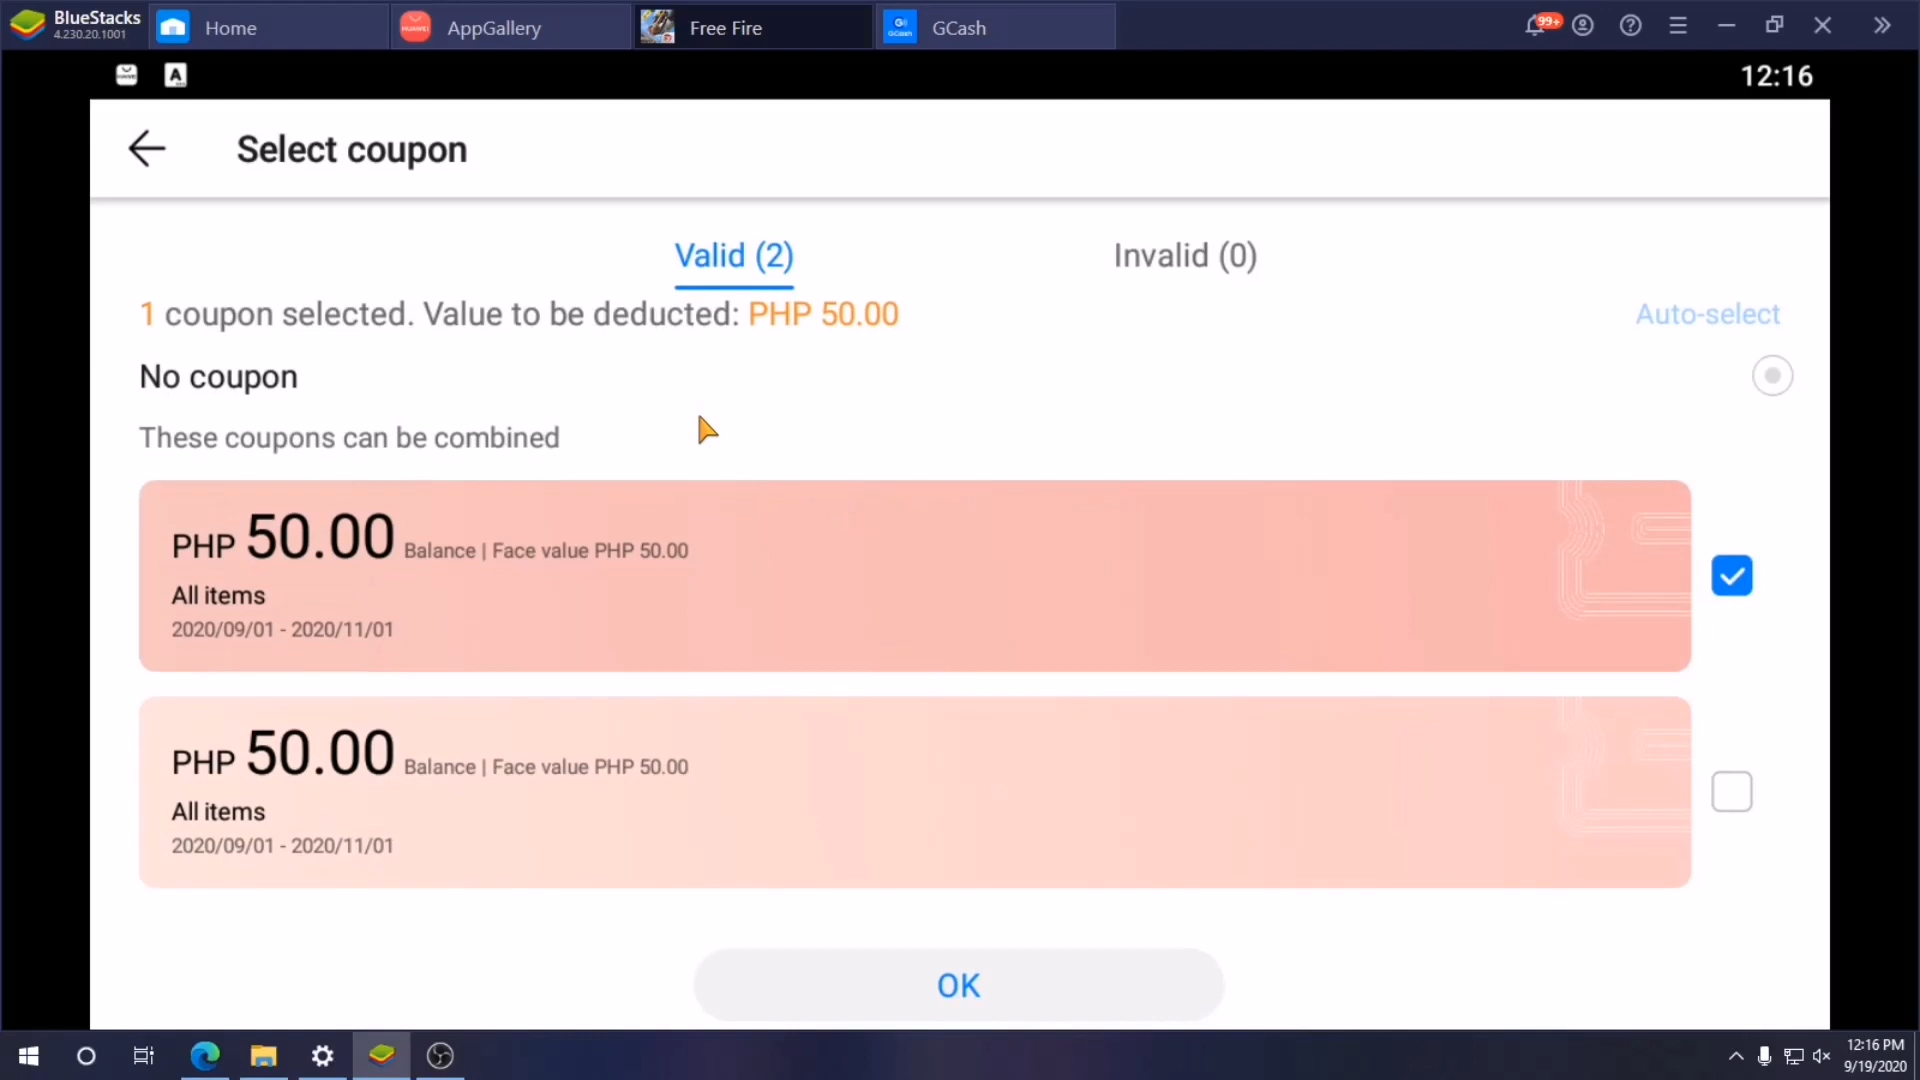 BlueStacks
4.230.20.1001
Home
AppGallery
Free Fire
GCash
99+
12:16
Select coupon
Valid (2)
Invalid (0)
1 coupon selected. Value to be deducted: PHP 50.00
Auto-select
No coupon
These coupons can be combined
PHP 50.00 Balance | Face value PHP 50.00
All items
2020/09/01 - 2020/11/01
PHP 50.00 Balance | Face value PHP 50.00
All items
2020/09/01 - 2020/11/01
OK
12:16 PM
9/19/2020